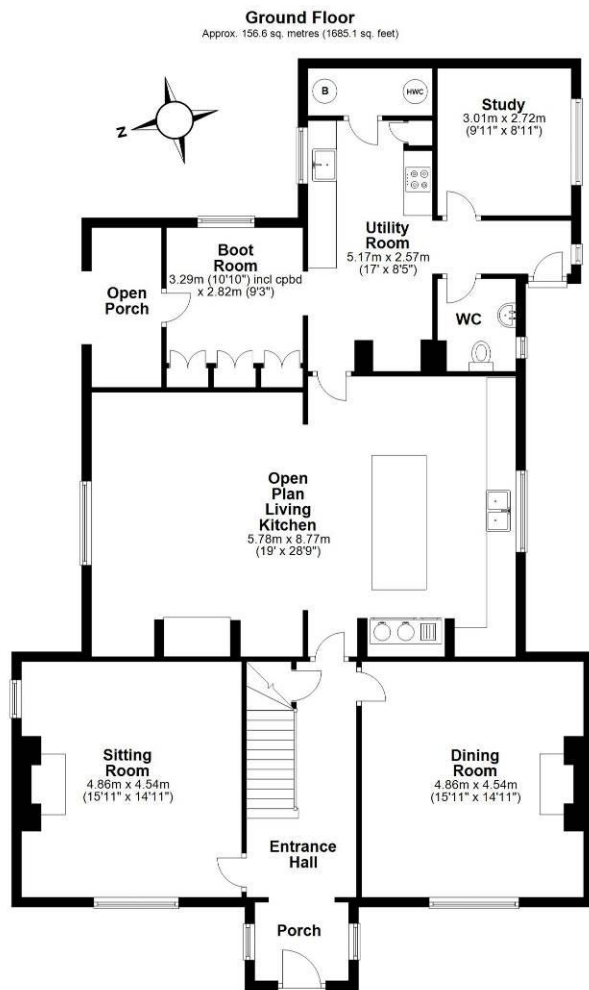 Ground Floor
Approx. 156.6 sq. metres (1685.1 sq. feet)
B
HWC
Study
3.01m x 2.72m
(9'11" x 8'11")
N
Utility
Room
5.17m x 2.57m
(17' x 8'5")
Boot
Room
3.29m (10'10") incl cpbd
x 2.82m (9'3")
Open
Porch
WC
Open
Plan
Living
Kitchen
5.78m x 8.77m
(19' x 28'9")
Sitting
Room
4.86m x 4.54m
(15'11" x 14'11")
Dining
Room
4.86m x 4.54m
(15'11" x 14'11")
Entrance
Hall
Porch